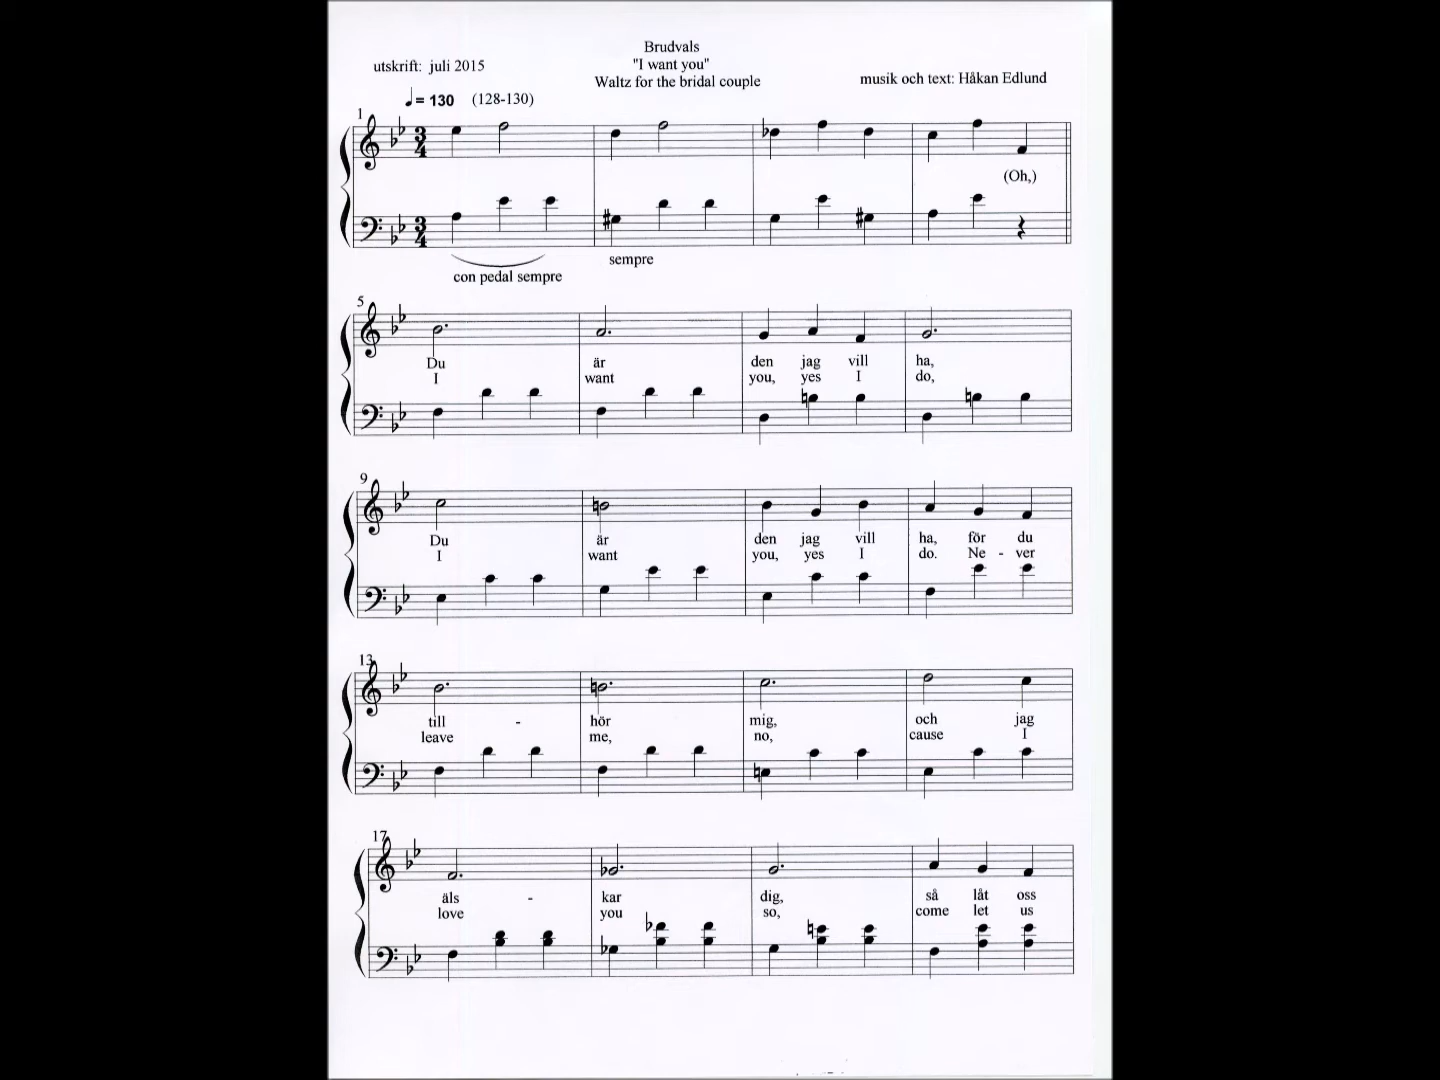 Brudvals
utskrift: juli 2015
"I want you"
Waltz for the bridal couple
musik och text: Håkan Edlund
♩= 130 (128-130)
1
3 4
(Oh,)
3 4
sempre
con pedal sempre
5
Du är den jag vill ha,
I want you, yes I do,
9
Du är den jag vill ha, för du
I want you, yes I do. Ne - ver
13
till - hör mig, och jag
leave me, no, cause I
17
äls - kar dig, så låt oss
love you so, come let us